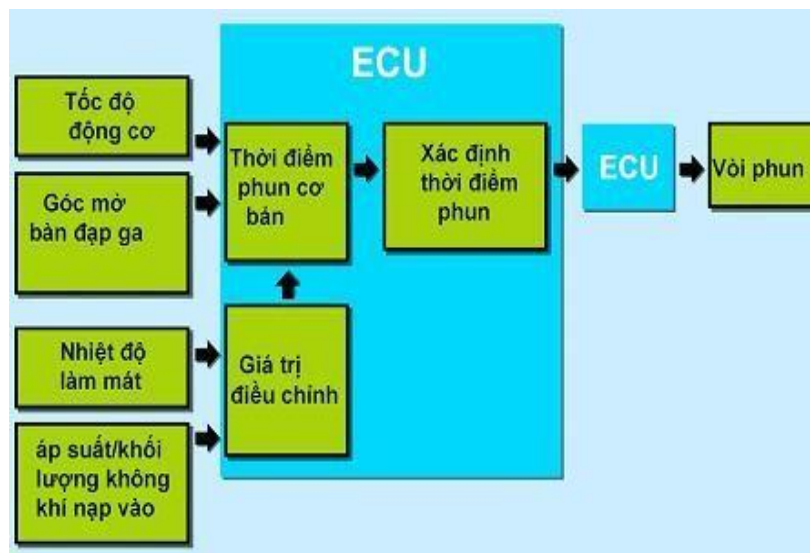 ECU
Tốc độ
động cơ
Thời điểm
phun cơ
bản
Xác định
thời điểm
phun
ECU
Vòi phun
Góc mở
bàn đạp ga
Nhiệt độ
làm mát
Giá trị
điều chỉnh
áp suất/khối
lượng không
khí nạp vào